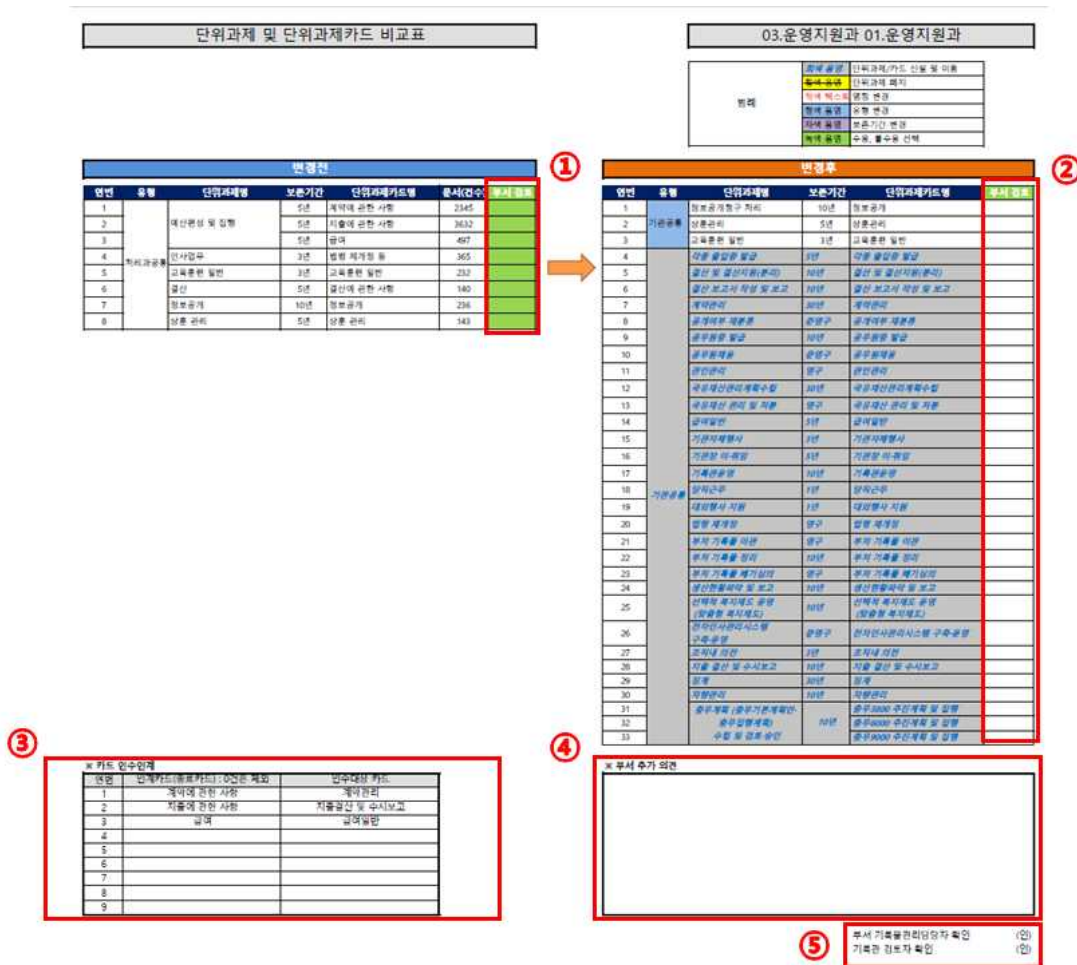 단위과제 및 단위과제카드 비교표
03.운영지원과 01.운영지원과
범례
회색 음영 단위과제/카드 신설 및 이동
황색 음영 단위과제 폐지
적색 텍스트 명칭 변경
청색 음영 유형 변경
자색 음영 보존기간 변경
녹색 음영 수용, 불수용 선택
변경전
①
연번 유형 단위과제명 보존기간 단위과제카드명 문서(건수) 부서 검토
1 처리과공통 예산편성 및 집행 5년 계약에 관한 사항 2345
2 5년 지출에 관한 사항 3632
3 5년 급여 497
4 인사업무 3년 법령 제개정 등 365
5 교육훈련 일반 3년 교육훈련 일반 232
6 결산 5년 결산에 관한 사항 140
7 정보공개 10년 정보공개 236
8 상훈 관리 5년 상훈 관리 143
변경후
②
연번 유형 단위과제명 보존기간 단위과제카드명 부서 검토
1 기관공통 정보공개청구 처리 10년 정보공개
2 상훈관리 5년 상훈관리
3 교육훈련 일반 3년 교육훈련 일반
4 기관공통 각종 출입증 발급 5년 각종 출입증 발급
5 결산 및 결산지원(분리) 10년 결산 및 결산지원(분리)
6 결산 보고서 작성 및 보고 10년 결산 보고서 작성 및 보고
7 계약관리 30년 계약관리
8 공개여부 재분류 준영구 공개여부 재분류
9 공무원증 발급 10년 공무원증 발급
10 공무원채용 준영구 공무원채용
11 관인관리 영구 관인관리
12 국유재산관리계획수립 30년 국유재산관리계획수립
13 국유재산 관리 및 처분 영구 국유재산 관리 및 처분
14 급여일반 5년 급여일반
15 기관자체행사 3년 기관자체행사
16 기관장 이·취임 5년 기관장 이·취임
17 기록관운영 10년 기록관운영
18 당직근무 1년 당직근무
19 대외행사 지원 1년 대외행사 지원
20 법령 제개정 영구 법령 제개정
21 부처 기록물 이관 영구 부처 기록물 이관
22 부처 기록물 정리 10년 부처 기록물 정리
23 부처 기록물 폐기심의 영구 부처 기록물 폐기심의
24 생산현황파악 및 보고 10년 생산현황파악 및 보고
25 선택적 복지제도 운영 (맞춤형 복지제도) 10년 선택적 복지제도 운영 (맞춤형 복지제도)
26 전자인사관리시스템 구축·운영 준영구 전자인사관리시스템 구축·운영
27 조직내 의전 3년 조직내 의전
28 지출 결산 및 수시보고 10년 지출 결산 및 수시보고
29 징계 30년 징계
30 차량관리 10년 차량관리
31 충무계획 (충무기본계획안· 10년 충무3800 추진계획 및 집행
32 충무집행계획) 충무6000 추진계획 및 집행
33 수립 및 검토·승인 충무9000 추진계획 및 집행
③
※ 카드 인수인계
연번 인계카드(종료카드) : 0건은 제외 인수대상 카드
1 계약에 관한 사항 계약관리
2 지출에 관한 사항 지출결산 및 수시보고
3 급여 급여일반
4
5
6
7
8
9
④
※ 부서 추가 의견
⑤
부서 기록물관리담당자 확인 (인)
기록관 검토자 확인 (인)